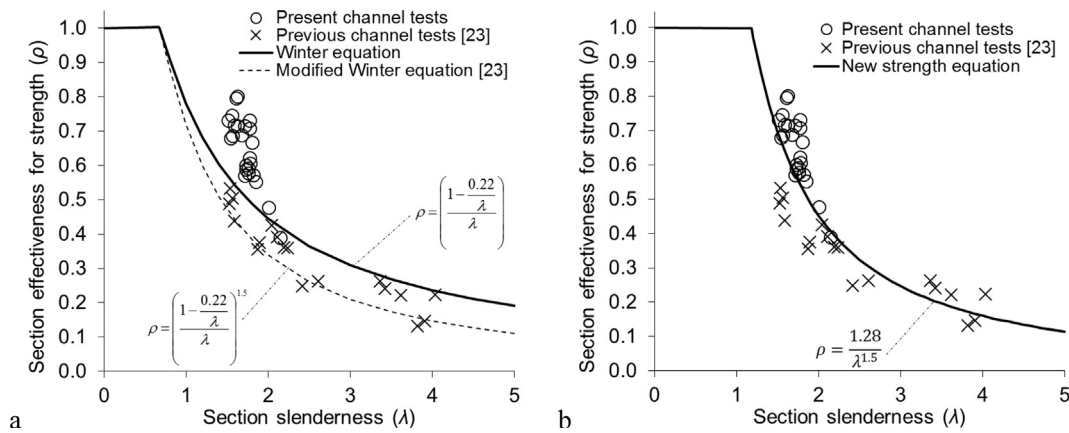 Present channel tests
Previous channel tests [23]
Winter equation
Modified Winter equation [23]
Section effectiveness for strength (ρ)
1.0
0.9
0.8
0.7
0.6
0.5
0.4
0.3
0.2
0.1
0.0
ρ = ((1 − 0.22/λ)/λ)
ρ = ((1 − 0.22/λ)/λ)^1.5
0 1 2 3 4 5
Section slenderness (λ)
a
Present channel tests
Previous channel tests [23]
New strength equation
Section effectiveness for strength (ρ)
1.0
0.9
0.8
0.7
0.6
0.5
0.4
0.3
0.2
0.1
0.0
ρ = 1.28/λ^1.5
0 1 2 3 4 5
Section slenderness (λ)
b